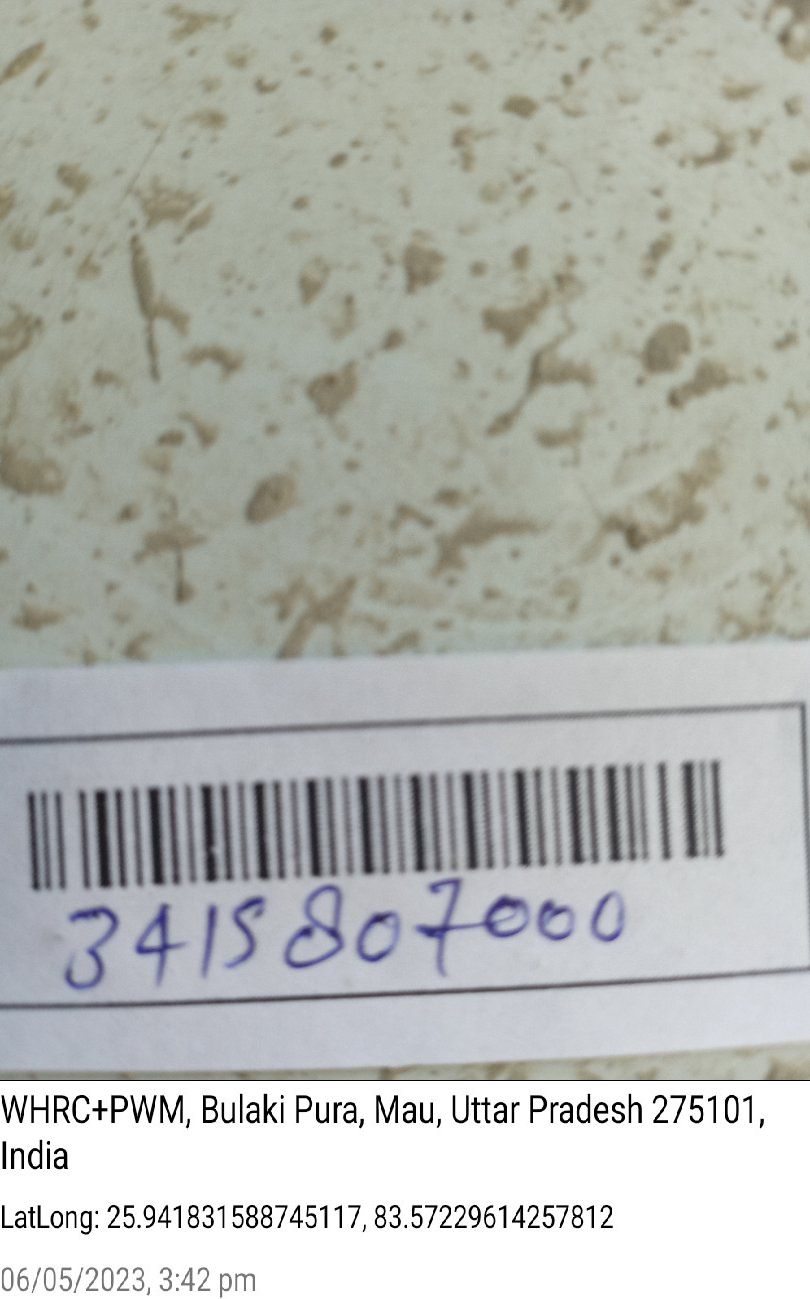 3415807000
WHRC+PWM, Bulaki Pura, Mau, Uttar Pradesh 275101,
India
LatLong: 25.941831588745117, 83.57229614257812
06/05/2023, 3:42 pm